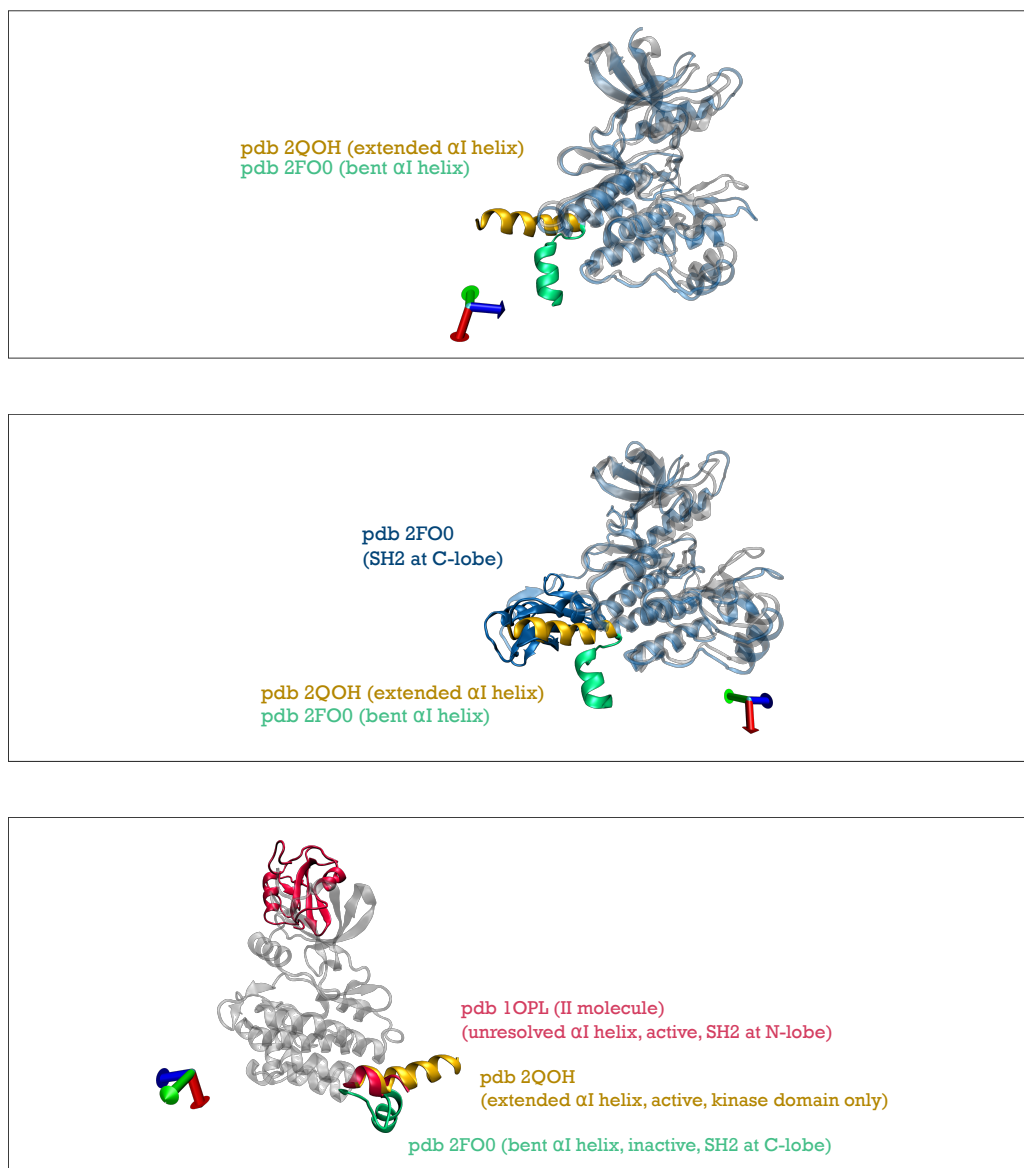 pdb 2QOH (extended αI helix)
pdb 2FO0 (bent αI helix)
pdb 2FO0
(SH2 at C-lobe)
pdb 2QOH (extended αI helix)
pdb 2FO0 (bent αI helix)
pdb 1OPL (II molecule)
(unresolved αI helix, active, SH2 at N-lobe)
pdb 2QOH
(extended αI helix, active, kinase domain only)
pdb 2FO0 (bent αI helix, inactive, SH2 at C-lobe)